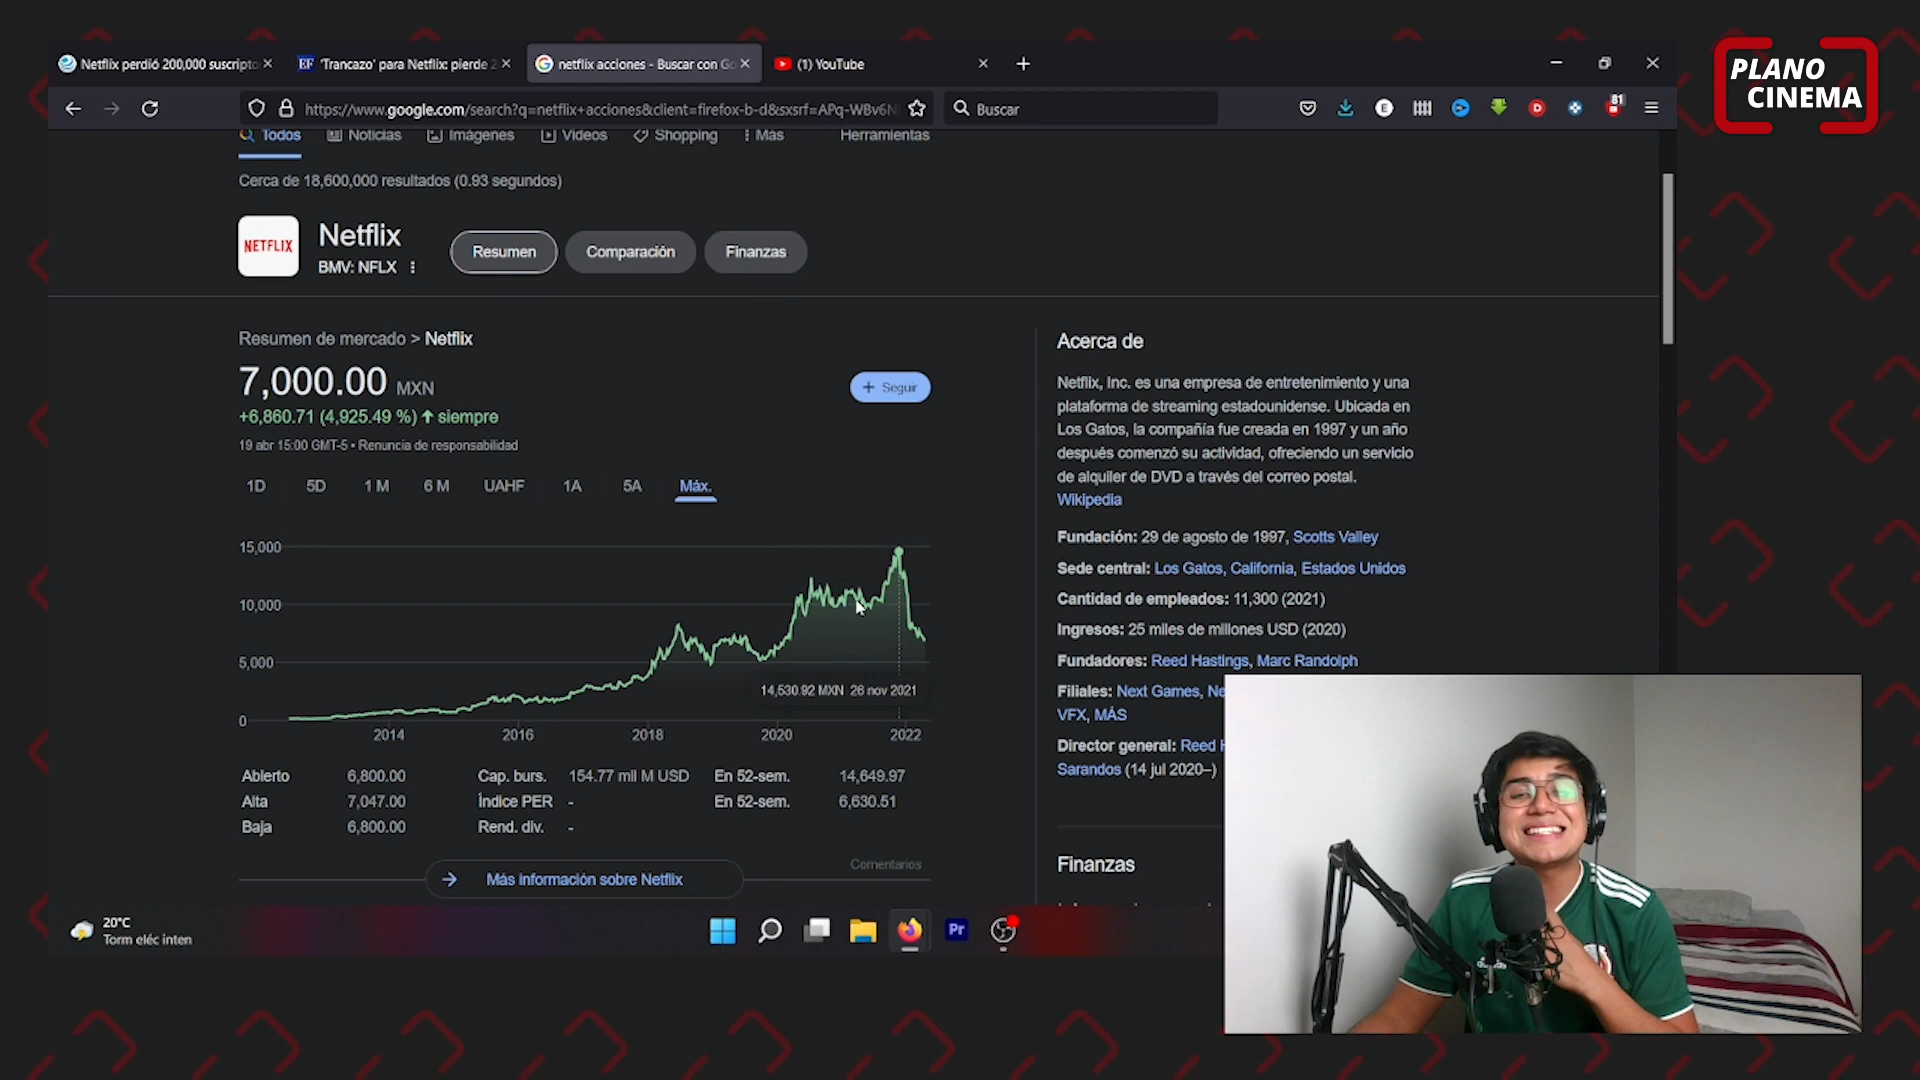 Netflix perdió 200,000 suscripto
EF 'Trancazo' para Netflix: pierde 2
netflix acciones - Buscar con Go
(1) YouTube
PLANO
CINEMA
https://www.google.com/search?q=netflix+acciones&client=firefox-b-d&sxsrf=APq-WBv6N
Buscar
81
Todos
Noticias
Imágenes
Videos
Shopping
Más
Herramientas
Cerca de 18,600,000 resultados (0.93 segundos)
NETFLIX
Netflix
BMV: NFLX
Resumen
Comparación
Finanzas
Resumen de mercado > Netflix
7,000.00 MXN
+6,860.71 (4,925.49 %) ↑ siempre
19 abr 15:00 GMT-5 • Renuncia de responsabilidad
+ Seguir
1D 5D 1 M 6 M UAHF 1A 5A Máx.
15,000
10,000
5,000
0
14,530.92 MXN 26 nov 2021
2014 2016 2018 2020 2022
Abierto 6,800.00 Cap. burs. 154.77 mil M USD En 52-sem. 14,649.97
Alta 7,047.00 Índice PER - En 52-sem. 6,630.51
Baja 6,800.00 Rend. div. -
Comentarios
Más información sobre Netflix
Acerca de
Netflix, Inc. es una empresa de entretenimiento y una
plataforma de streaming estadounidense. Ubicada en
Los Gatos, la compañía fue creada en 1997 y un año
después comenzó su actividad, ofreciendo un servicio
de alquiler de DVD a través del correo postal.
Wikipedia
Fundación: 29 de agosto de 1997, Scotts Valley
Sede central: Los Gatos, California, Estados Unidos
Cantidad de empleados: 11,300 (2021)
Ingresos: 25 miles de millones USD (2020)
Fundadores: Reed Hastings, Marc Randolph
Filiales: Next Games, Ne
VFX, MÁS
Director general: Reed H
Sarandos (14 jul 2020–)
Finanzas
20°C
Torm eléc inten
Pr